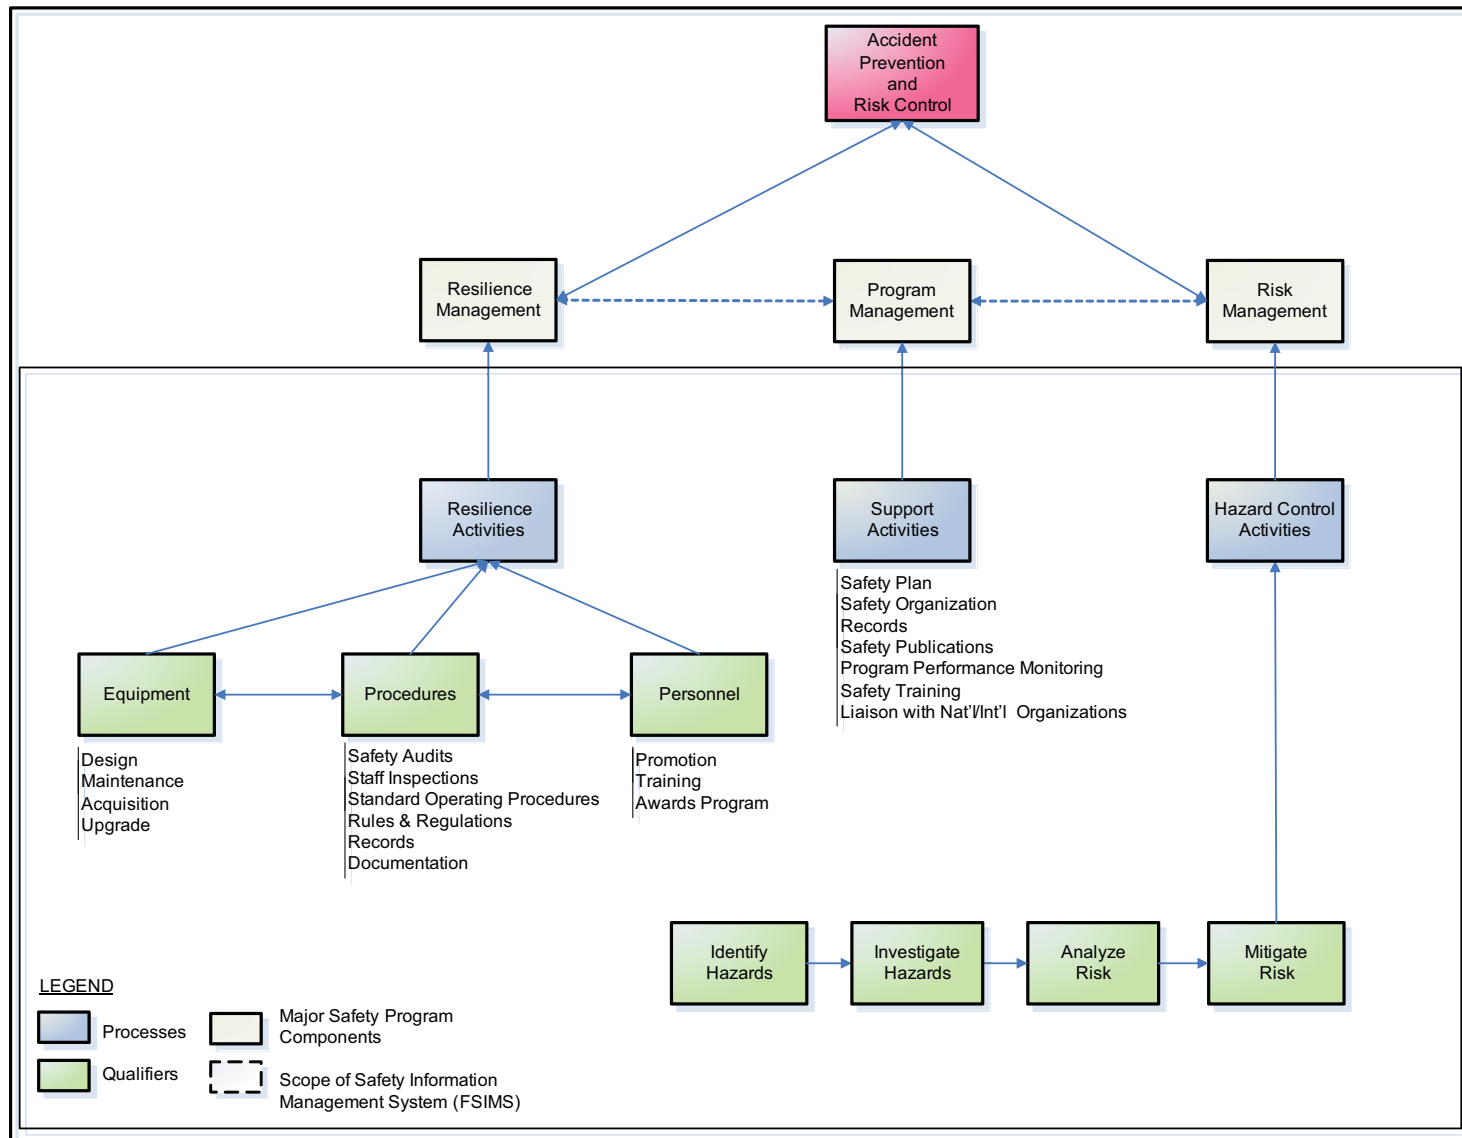 Accident
Prevention
and
Risk Control
Resilience
Management
Program
Management
Risk
Management
Resilience
Activities
Support
Activities
Hazard Control
Activities
Safety Plan
Safety Organization
Records
Safety Publications
Program Performance Monitoring
Safety Training
Liaison with Nat'l/Int'l Organizations
Equipment
Procedures
Personnel
Design
Maintenance
Acquisition
Upgrade
Safety Audits
Staff Inspections
Standard Operating Procedures
Rules & Regulations
Records
Documentation
Promotion
Training
Awards Program
Identify
Hazards
Investigate
Hazards
Analyze
Risk
Mitigate
Risk
LEGEND
Processes
Major Safety Program
Components
Qualifiers
Scope of Safety Information
Management System (FSIMS)